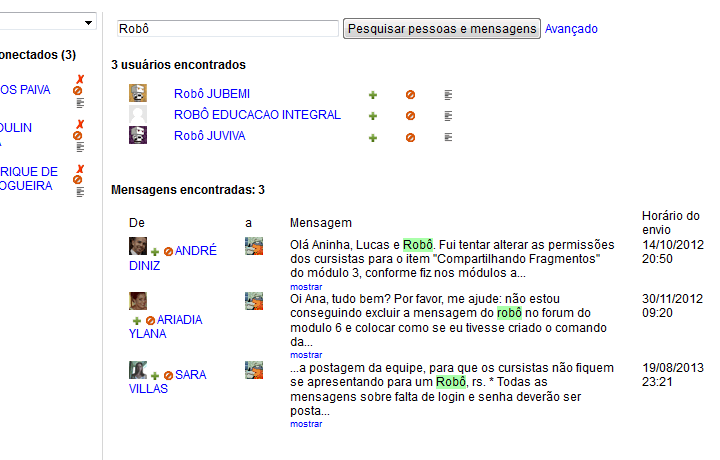 Robô Pesquisar pessoas e mensagens Avançado
onectados (3)
OS PAIVA
OULIN
A
RIQUE DE
OGUEIRA
3 usuários encontrados
Robô JUBEMI
ROBÔ EDUCACAO INTEGRAL
Robô JUVIVA
Mensagens encontradas: 3
De a Mensagem Horário do
envio
ANDRÉ
DINIZ
Olá Aninha, Lucas e Robô. Fui tentar alterar as permissões
dos cursistas para o item "Compartilhando Fragmentos"
do módulo 3, conforme fiz nos módulos a...
mostrar
14/10/2012
20:50
ARIADIA
YLANA
Oi Ana, tudo bem? Por favor, me ajude: não estou
conseguindo excluir a mensagem do robô no forum do
modulo 6 e colocar como se eu tivesse criado o comando
da...
mostrar
30/11/2012
09:20
SARA
VILLAS
...a postagem da equipe, para que os cursistas não fiquem
se apresentando para um Robô, rs. * Todas as
mensagens sobre falta de login e senha deverão ser
posta...
mostrar
19/08/2013
23:21